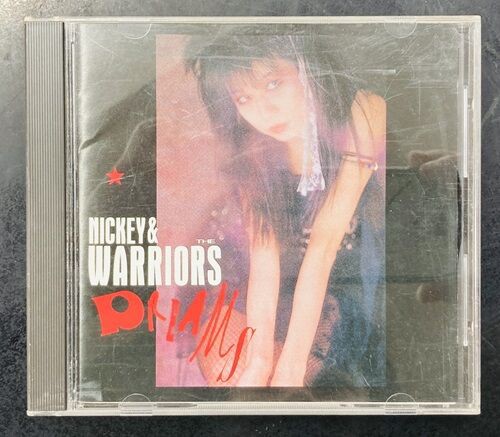 NICKEY &
THE
WARRIORS
DREAMS